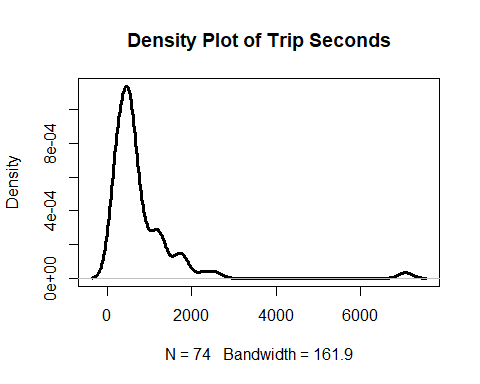 Density Plot of Trip Seconds
Density
0e+00
4e-04
8e-04
0
2000
4000
6000
N = 74 Bandwidth = 161.9